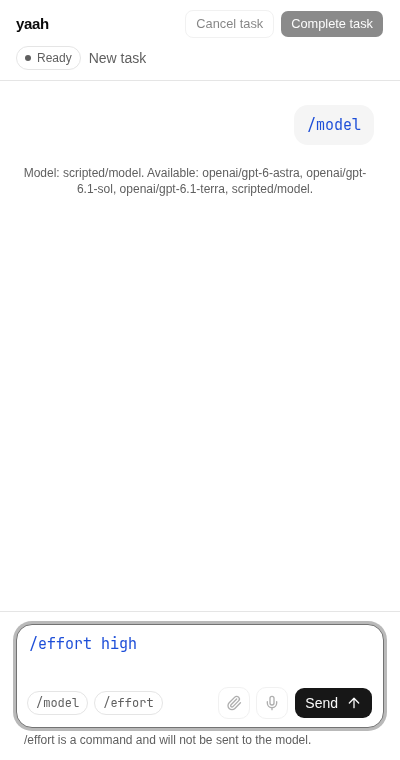 yaah
Cancel task
Complete task
Ready
New task
/model
Model: scripted/model. Available: openai/gpt-6-astra, openai/gpt-
6.1-sol, openai/gpt-6.1-terra, scripted/model.
/effort high
/model
/effort
Send
/effort is a command and will not be sent to the model.